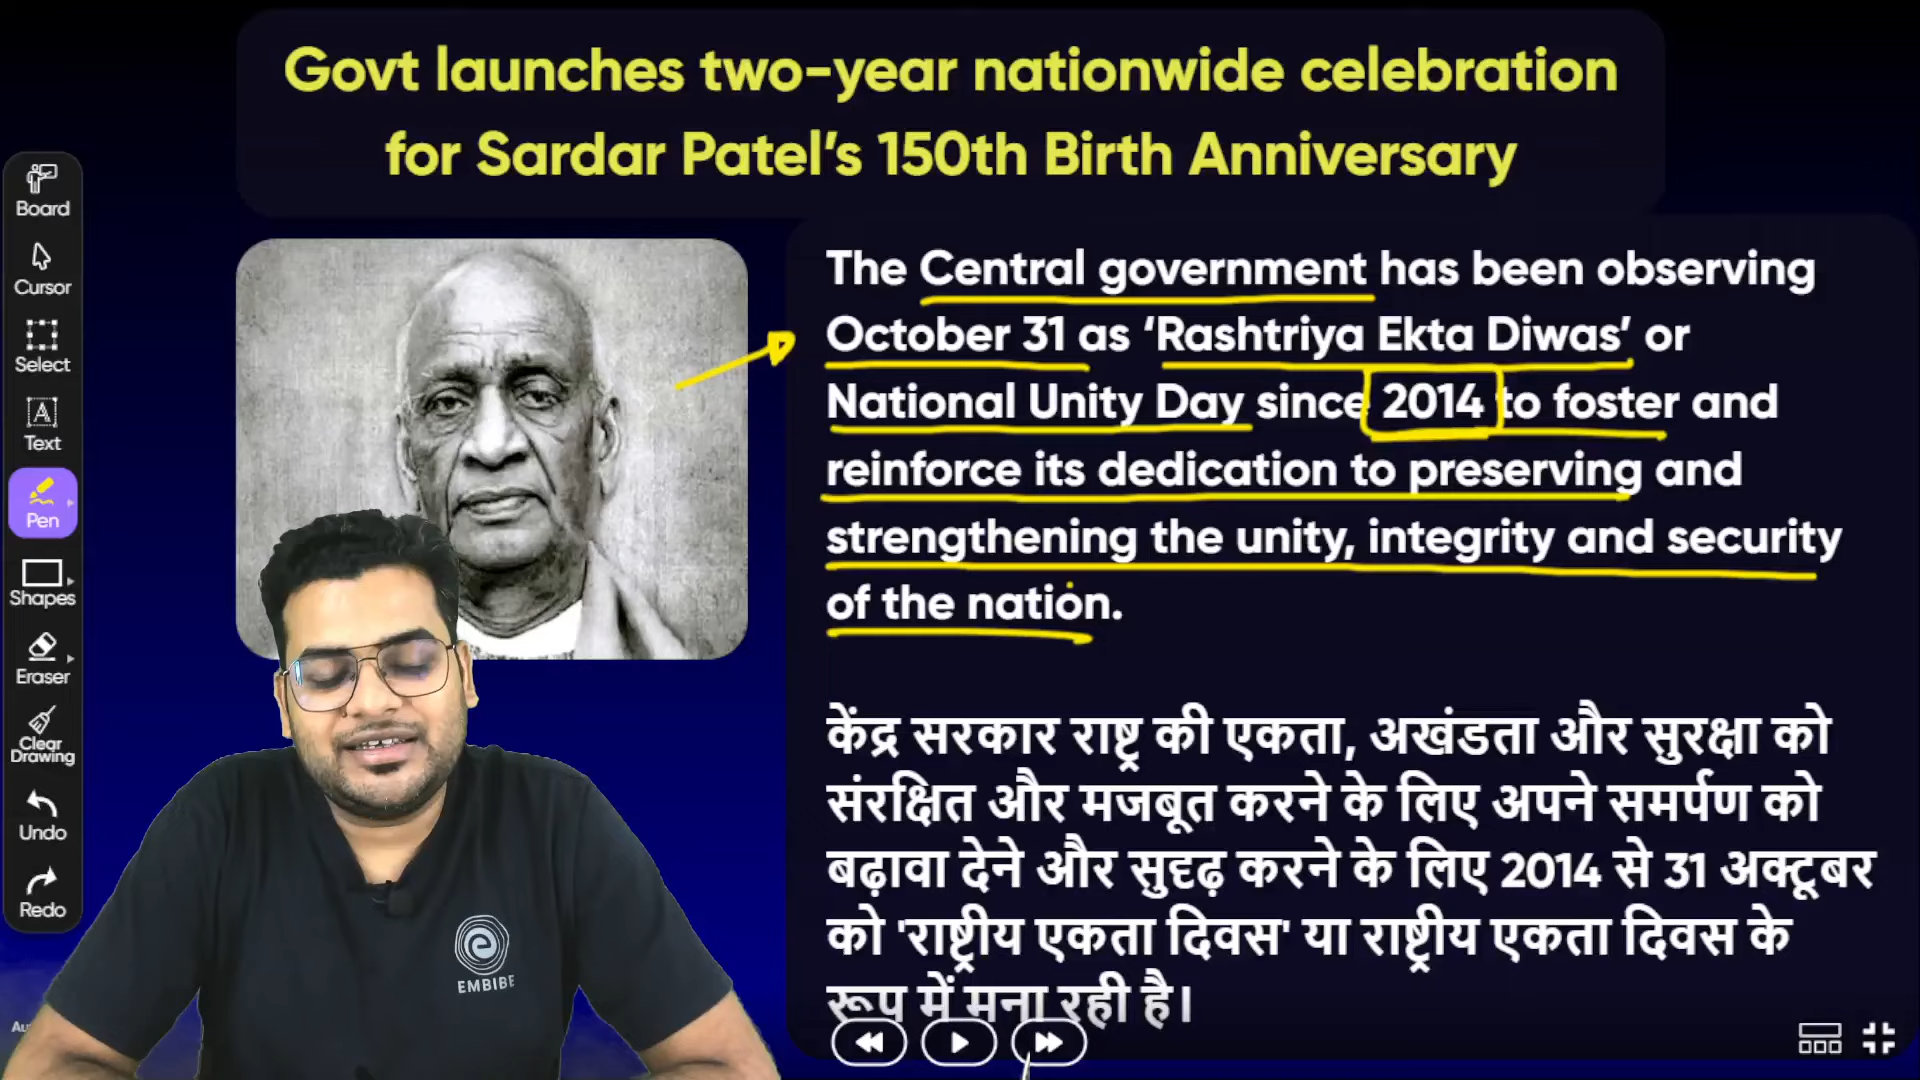 Govt launches two-year nationwide celebration
for Sardar Patel's 150th Birth Anniversary
Board
Cursor
Select
Text
Pen
Shapes
Eraser
Clear
Drawing
Undo
Redo
The Central government has been observing
October 31 as 'Rashtriya Ekta Diwas' or
National Unity Day since 2014 to foster and
reinforce its dedication to preserving and
strengthening the unity, integrity and security
of the nation.
केंद्र सरकार राष्ट्र की एकता, अखंडता और सुरक्षा को
संरक्षित और मजबूत करने के लिए अपने समर्पण को
बढ़ावा देने और सुदृढ़ करने के लिए 2014 से 31 अक्टूबर
को 'राष्ट्रीय एकता दिवस' या राष्ट्रीय एकता दिवस के
रूप में मना रही है।
EMBIBE